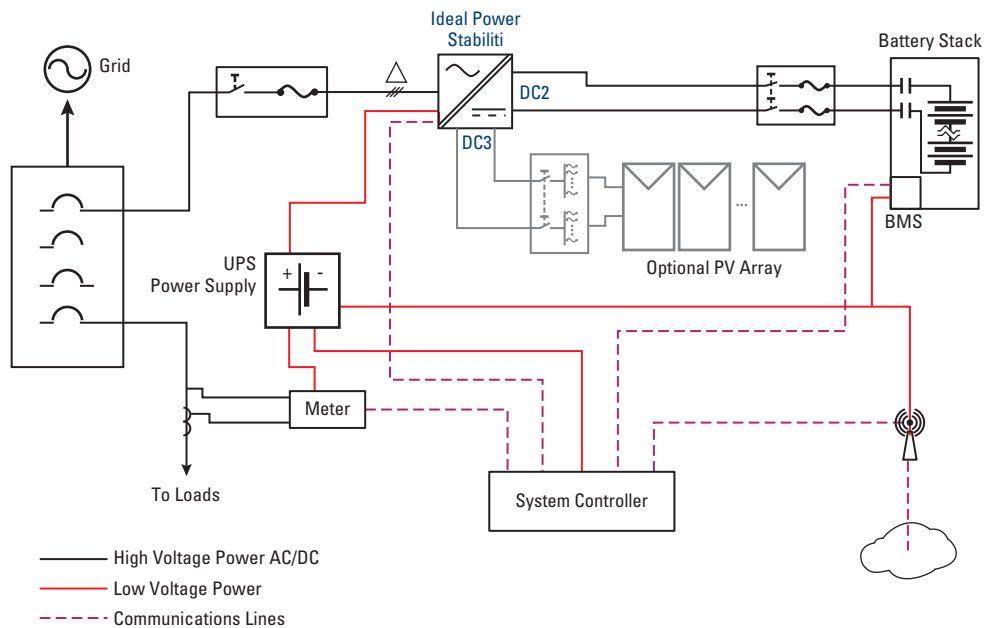 Ideal Power
Stabiliti
Battery Stack
Grid
DC2
DC3
BMS
UPS
Power Supply
+ -
Optional PV Array
...
Meter
To Loads
System Controller
High Voltage Power AC/DC
Low Voltage Power
Communications Lines